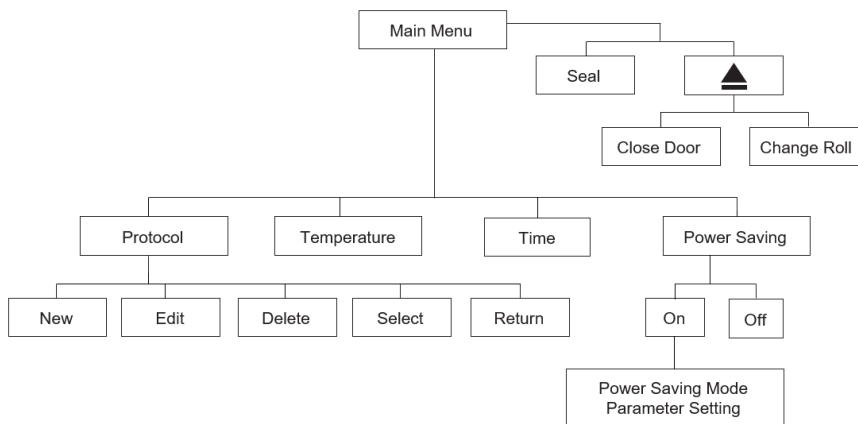 Main Menu
Seal
Close Door
Change Roll
Protocol
Temperature
Time
Power Saving
New
Edit
Delete
Select
Return
On
Off
Power Saving Mode
Parameter Setting